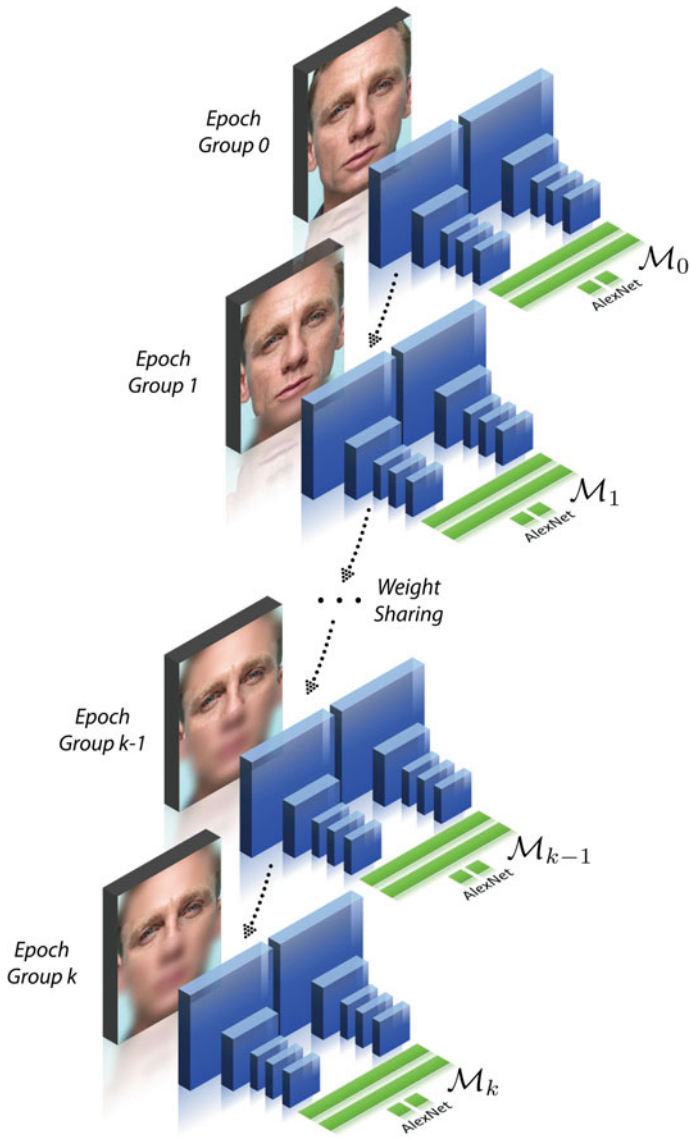 Epoch
Group 0
M₀
AlexNet
Epoch
Group 1
M₁
AlexNet
Weight
Sharing
Epoch
Group k-1
Mₖ₋₁
AlexNet
Epoch
Group k
Mₖ
AlexNet